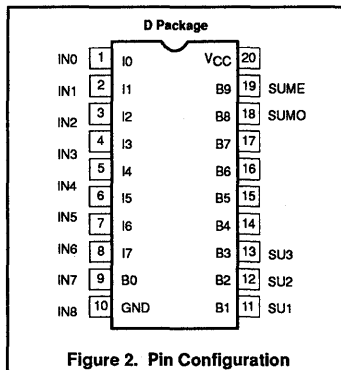 D Package
IN0 1 I0 VCC 20
IN1 2 I1 B9 19 SUME
IN2 3 I2 B8 18 SUMO
IN3 4 I3 B7 17
IN4 5 I4 B6 16
IN5 6 I5 B5 15
IN6 7 I6 B4 14
IN7 8 I7 B3 13 SU3
IN8 9 B0 B2 12 SU2
10 GND B1 11 SU1
Figure 2. Pin Configuration